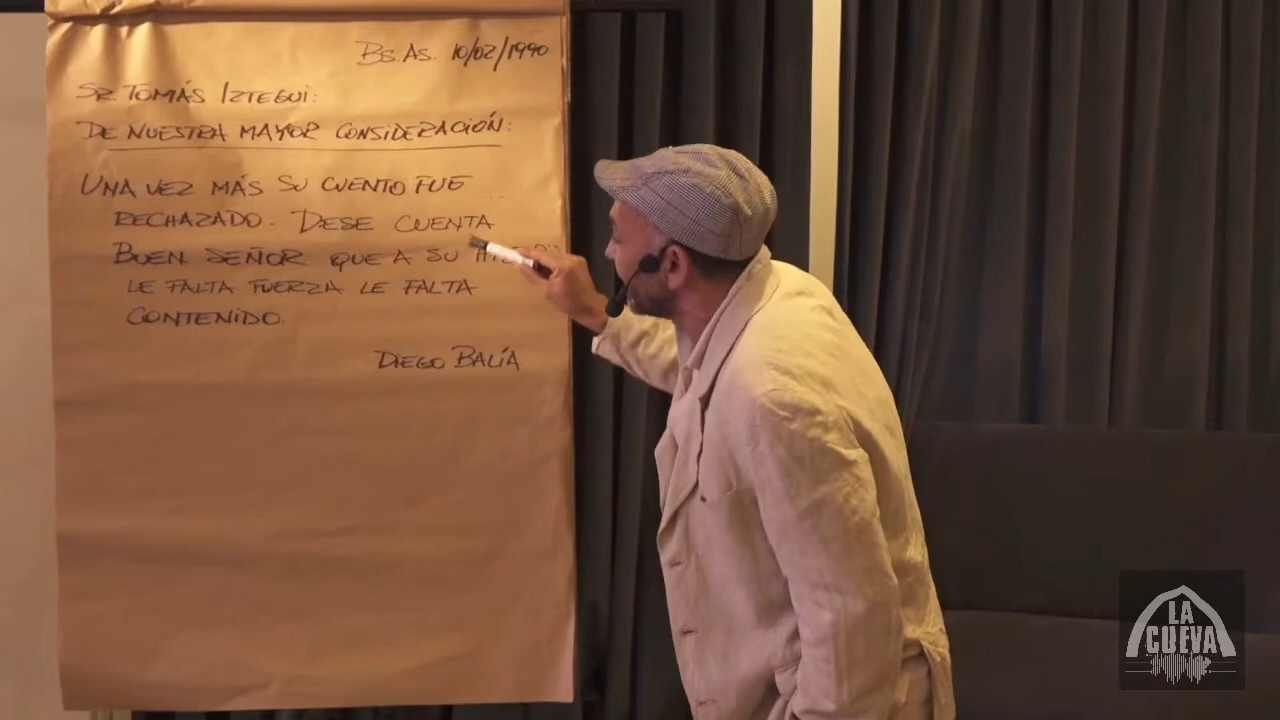 Bs.As. 10/02/1990
SR TOMÁS IZTEGUI:
DE NUESTRA MAYOR CONSIDERACIÓN:
UNA VEZ MÁS SU CUENTO FUE
RECHAZADO. DESE CUENTA
BUEN SEÑOR QUE A SU
LE FALTA FUERZA LE FALTA
CONTENIDO.
DIEGO BALÍA
LA
CUEVA